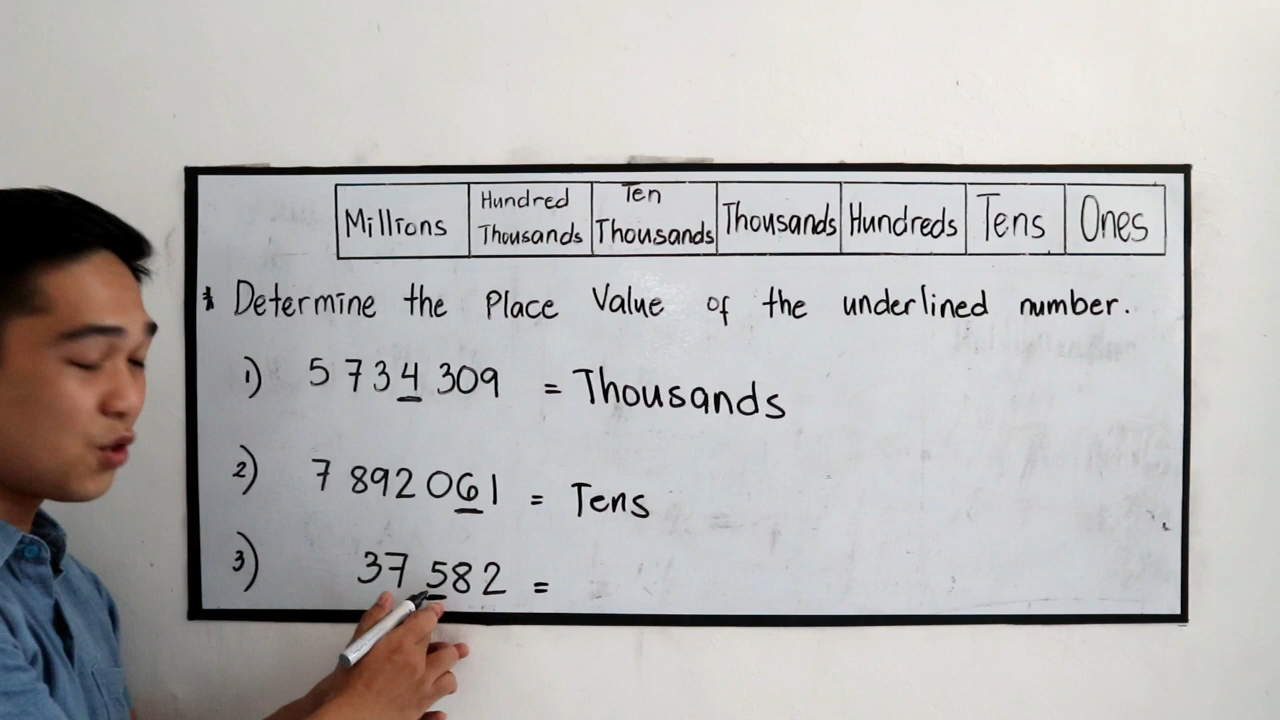 Millions Hundred Thousands Ten Thousands Thousands Hundreds Tens Ones
* Determine the Place Value of the underlined number.
1) 5 734 309 = Thousands
2) 7 892 061 = Tens
3) 37 582 =